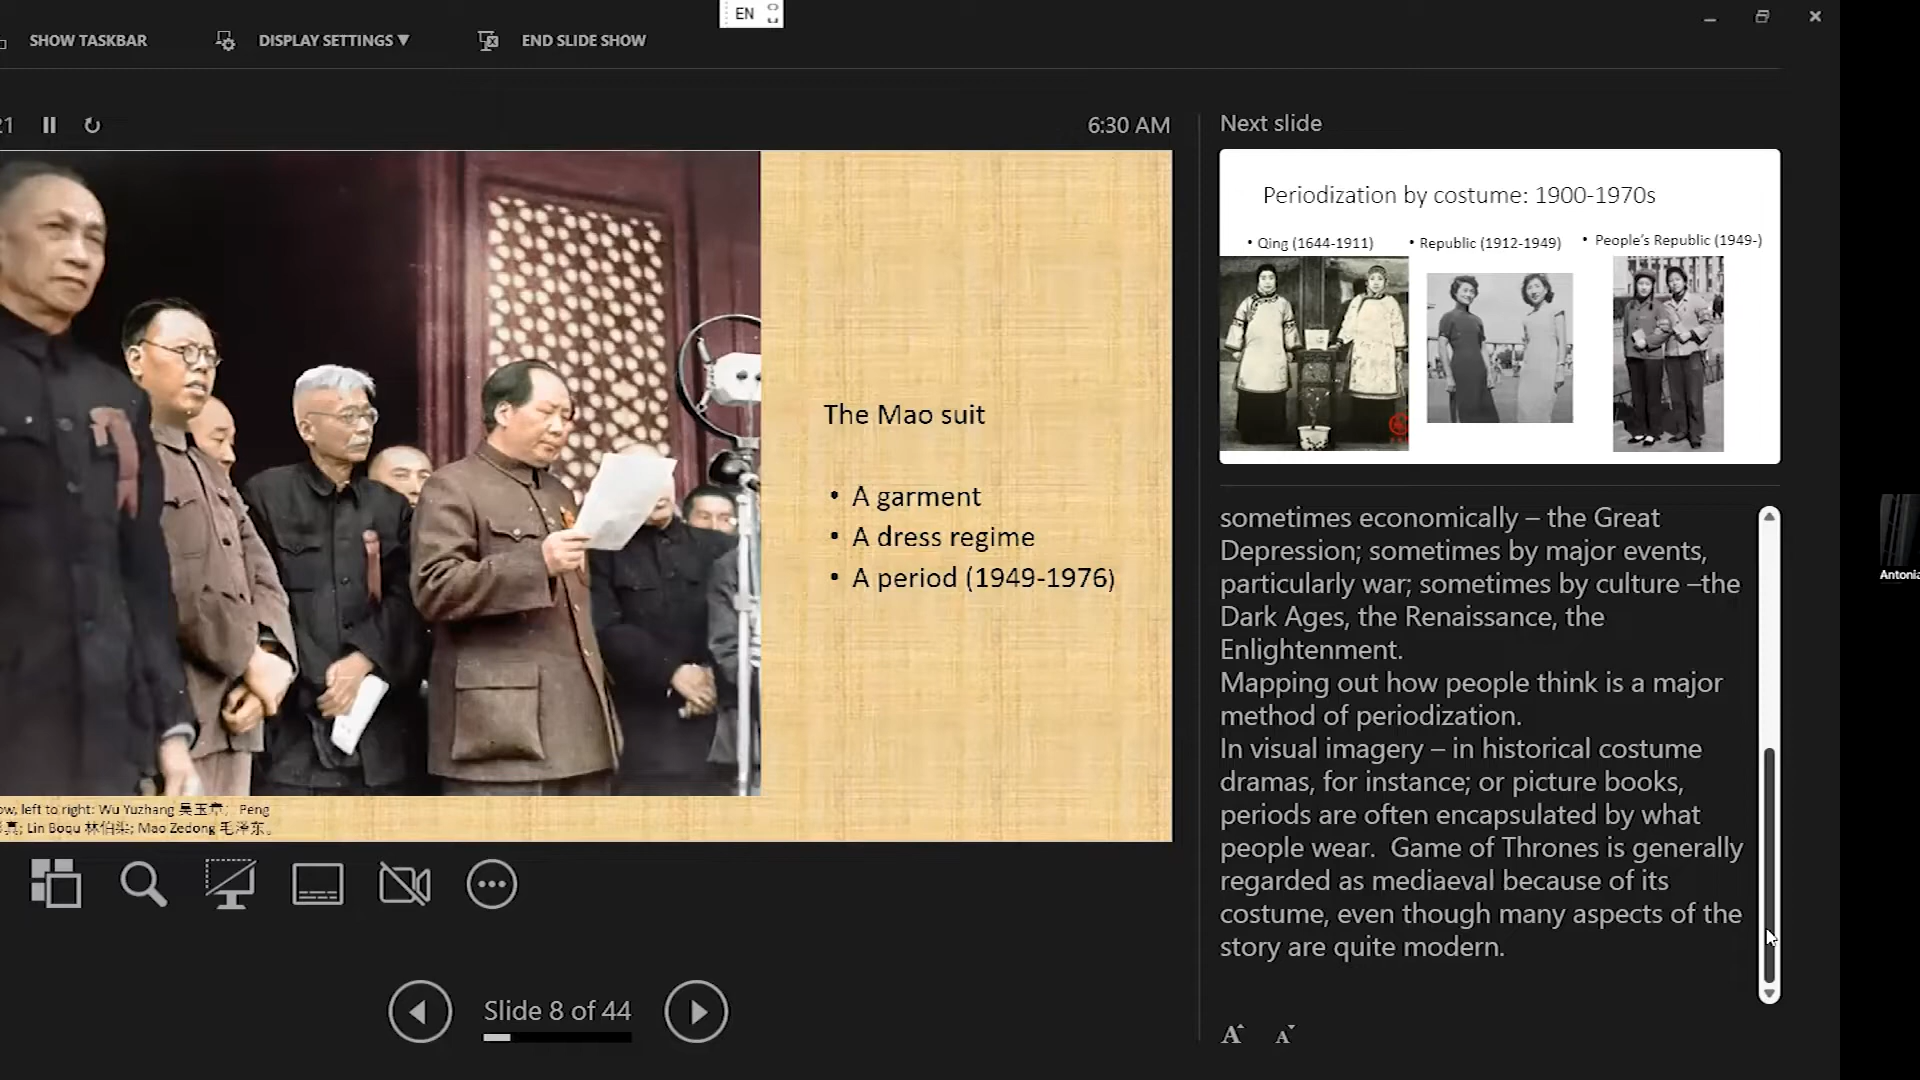 EN
SHOW TASKBAR
DISPLAY SETTINGS ▼
END SLIDE SHOW
21
6:30 AM
The Mao suit
• A garment
• A dress regime
• A period (1949-1976)
left to right: Wu Yuzhang 吴玉章; Peng
真; Lin Boqu 林伯渠; Mao Zedong 毛泽东。
Slide 8 of 44
Next slide
Periodization by costume: 1900-1970s
• Qing (1644-1911)
• Republic (1912-1949)
• People's Republic (1949-)
sometimes economically – the Great
Depression; sometimes by major events,
particularly war; sometimes by culture –the
Dark Ages, the Renaissance, the
Enlightenment.
Mapping out how people think is a major
method of periodization.
In visual imagery – in historical costume
dramas, for instance; or picture books,
periods are often encapsulated by what
people wear.  Game of Thrones is generally
regarded as mediaeval because of its
costume, even though many aspects of the
story are quite modern.
A A
Antonia